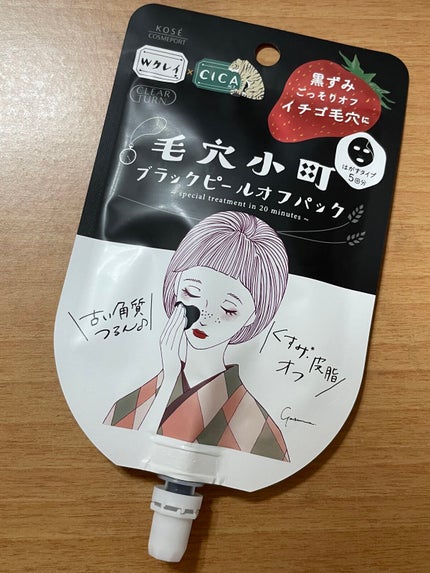 KOSÉ
COSMEPORT
Wクレイ
×
CICA
CLEAR
TURN
黒ずみ
ごっそりオフ
イチゴ毛穴に
はがすタイプ
5回分
毛穴小町
ブラックピールオフパック
– special treatment in 20 minutes –
古い角質
つるん♪
くすみ・皮脂
オフ